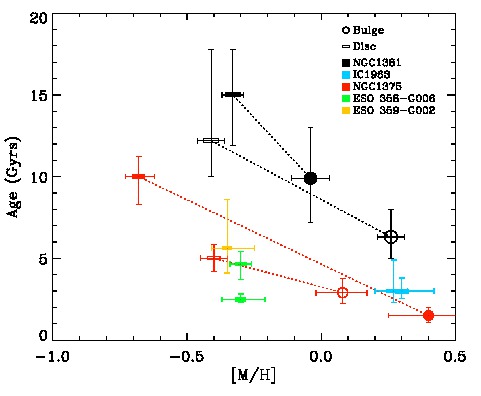 20
15
10
5
0
Age (Gyrs)
Bulge
Disc
NGC1381
IC1963
NGC1375
ESO 358-G006
ESO 359-G002
-1.0 -0.5 0.0 0.5
[M/H]